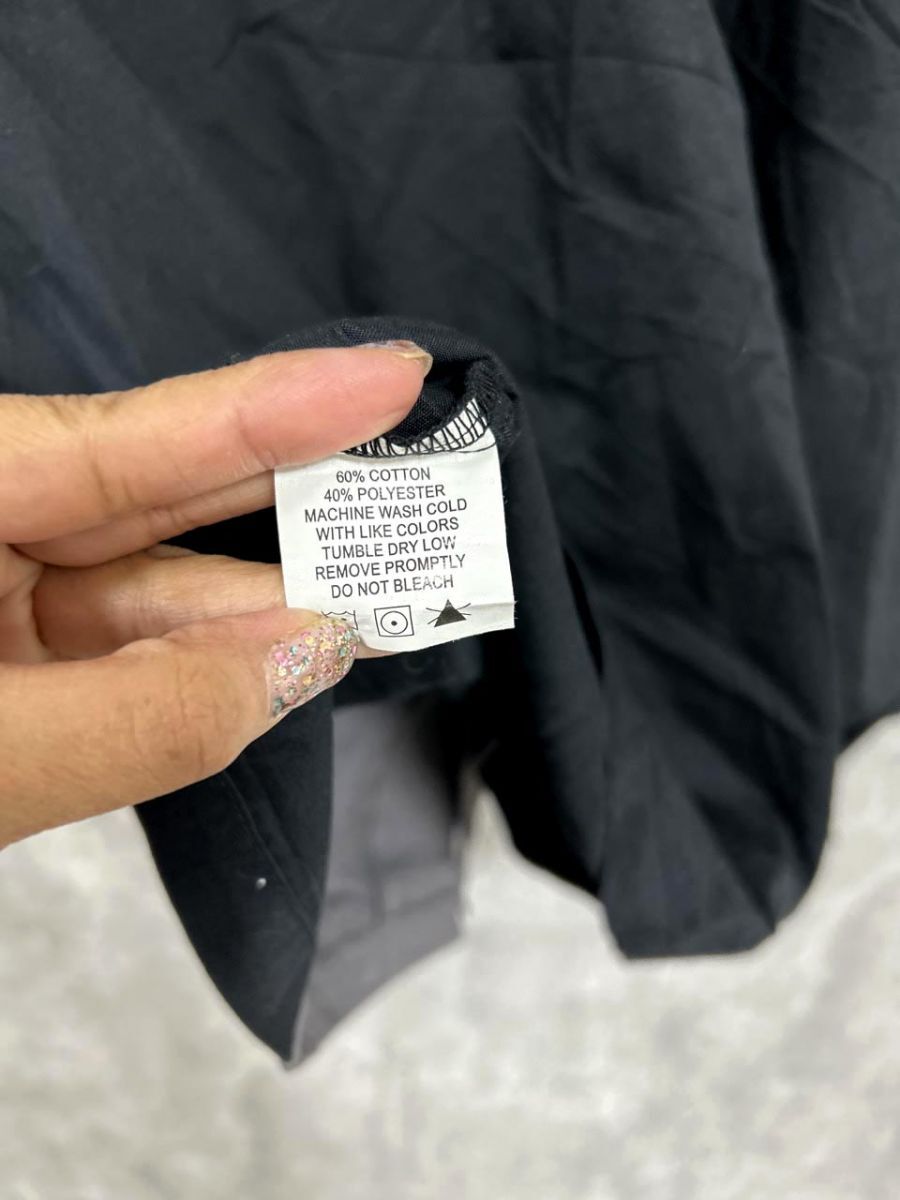 60% COTTON
40% POLYESTER
MACHINE WASH COLD
WITH LIKE COLORS
TUMBLE DRY LOW
REMOVE PROMPTLY
DO NOT BLEACH